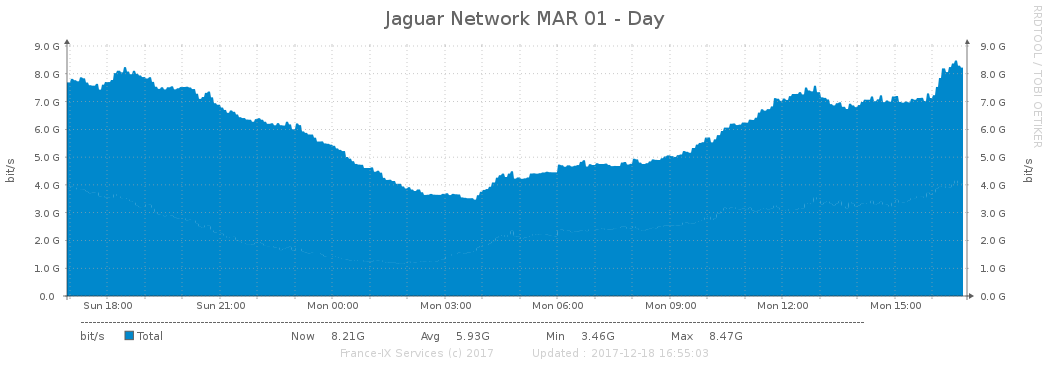 Jaguar Network MAR 01 - Day
RRDTOOL / TOBI OETIKER
bit/s
9.0 G
8.0 G
7.0 G
6.0 G
5.0 G
4.0 G
3.0 G
2.0 G
1.0 G
0.0
9.0 G
8.0 G
7.0 G
6.0 G
5.0 G
4.0 G
3.0 G
2.0 G
1.0 G
0.0 G
bit/s
Sun 18:00 Sun 21:00 Mon 00:00 Mon 03:00 Mon 06:00 Mon 09:00 Mon 12:00 Mon 15:00
bit/s Total Now 8.21G Avg 5.93G Min 3.46G Max 8.47G
France-IX Services (c) 2017 Updated : 2017-12-18 16:55:03